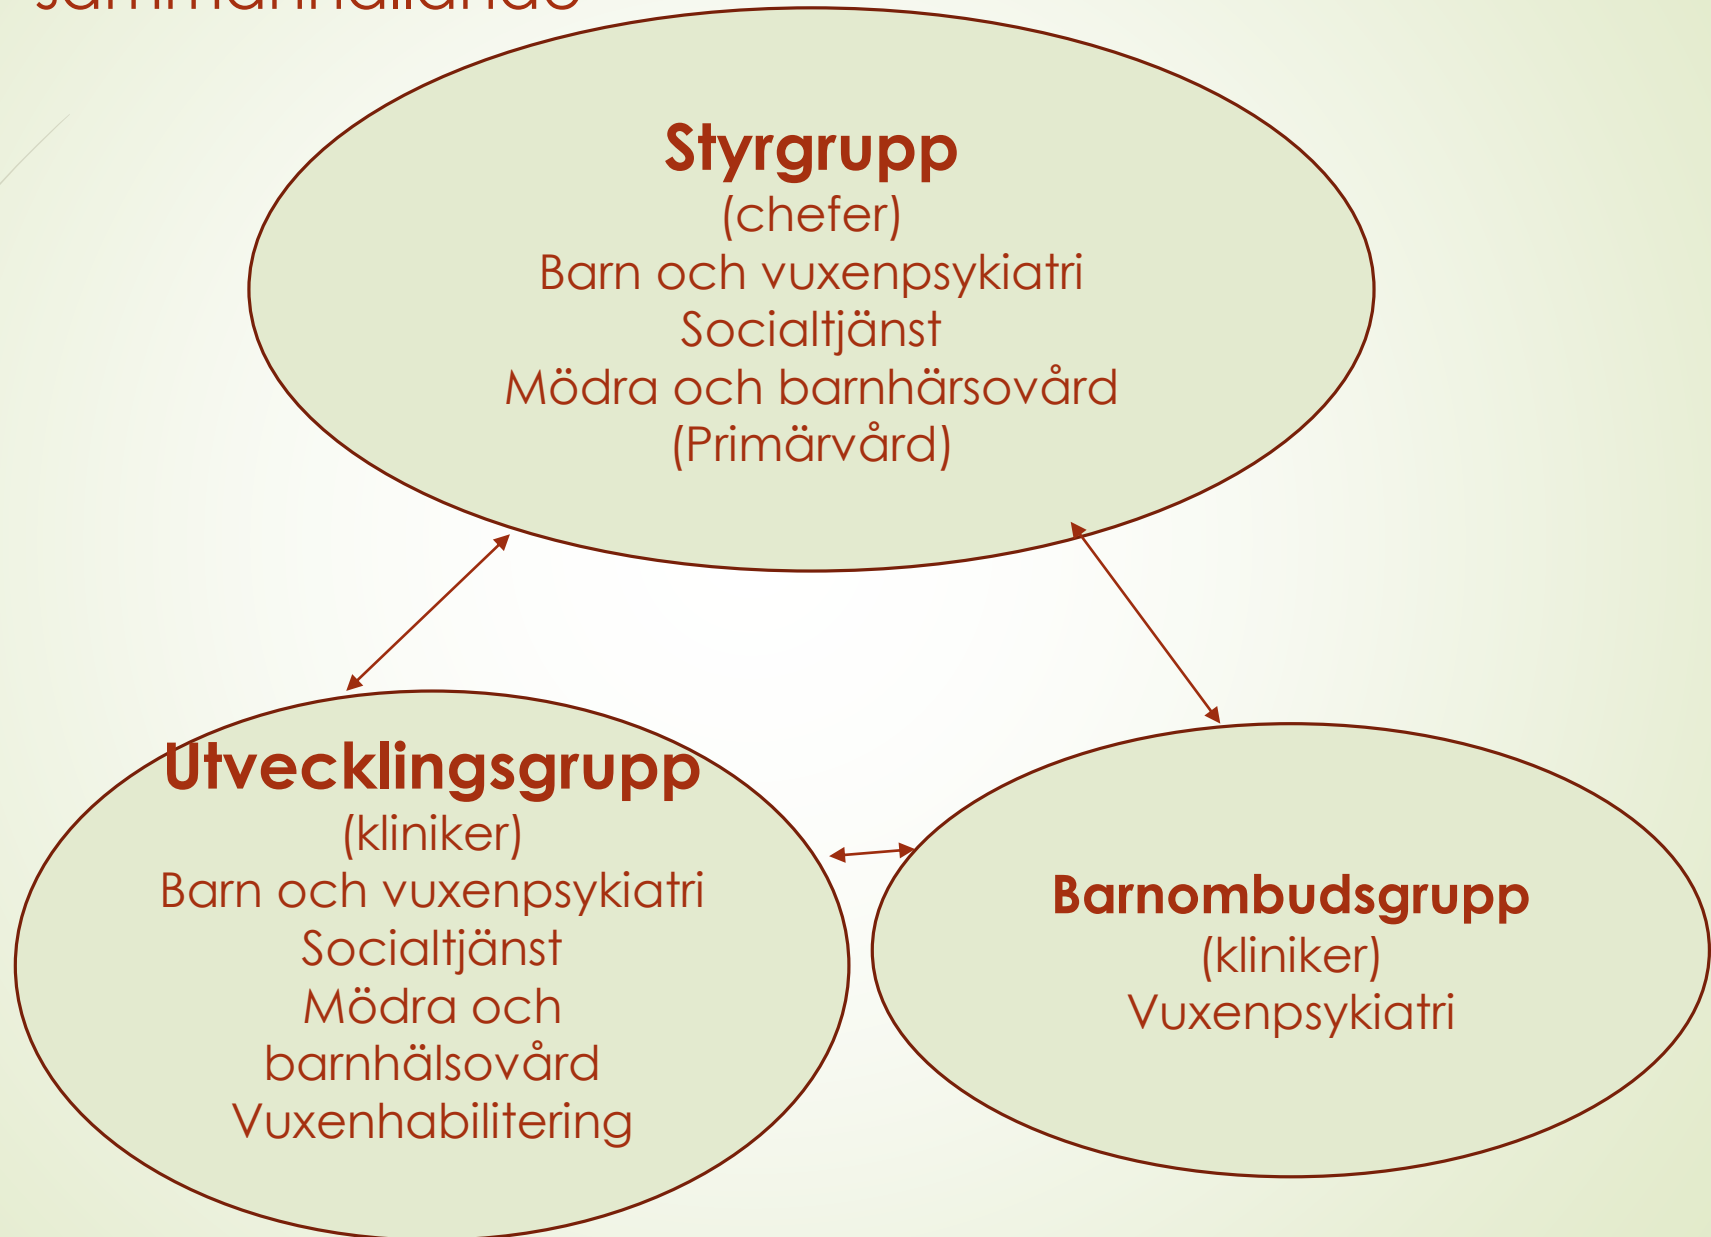 sammanhållande
Styrgrupp
(chefer)
Barn och vuxenpsykiatri
Socialtjänst
Mödra och barnhärsovård
(Primärvård)
Utvecklingsgrupp
(kliniker)
Barn och vuxenpsykiatri
Socialtjänst
Mödra och
barnhälsovård
Vuxenhabilitering
Barnombudsgrupp
(kliniker)
Vuxenpsykiatri